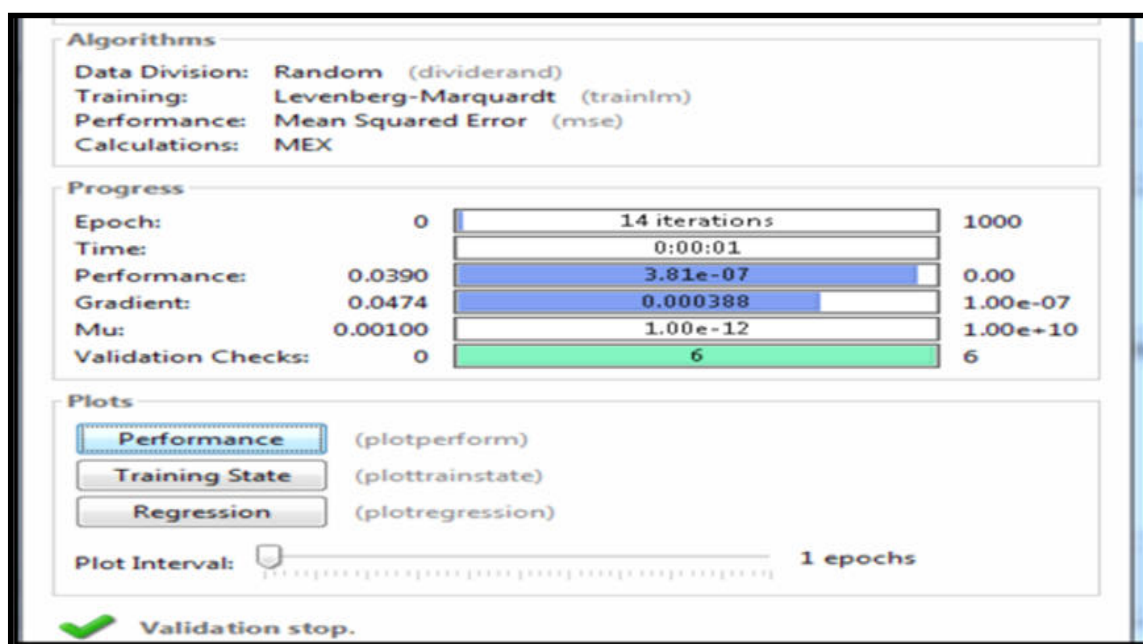 Algorithms
Data Division: Random (dividerand)
Training: Levenberg-Marquardt (trainlm)
Performance: Mean Squared Error (mse)
Calculations: MEX
Progress
Epoch: 0 14 iterations 1000
Time: 0:00:01
Performance: 0.0390 3.81e-07 0.00
Gradient: 0.0474 0.000388 1.00e-07
Mu: 0.00100 1.00e-12 1.00e+10
Validation Checks: 0 6 6
Plots
Performance (plotperform)
Training State (plottrainstate)
Regression (plotregression)
Plot Interval: 1 epochs
Validation stop.